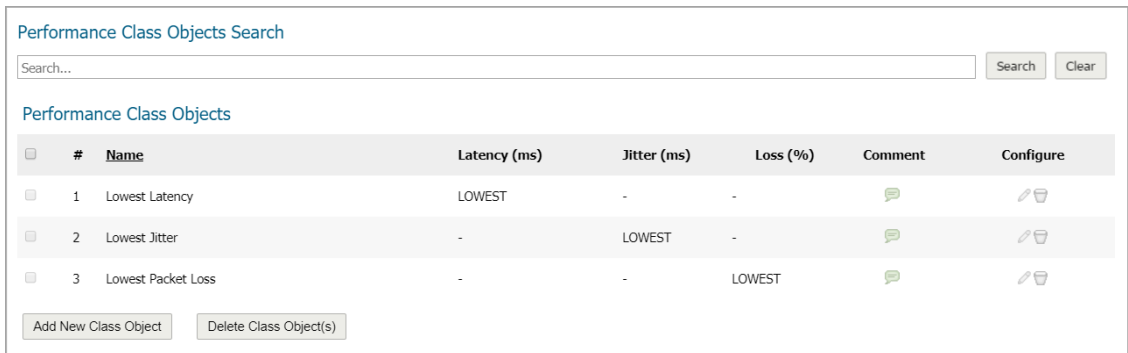 Performance Class Objects Search
Search... Search Clear
Performance Class Objects
# Name Latency (ms) Jitter (ms) Loss (%) Comment Configure
1 Lowest Latency LOWEST - -
2 Lowest Jitter - LOWEST -
3 Lowest Packet Loss - - LOWEST
Add New Class Object Delete Class Object(s)